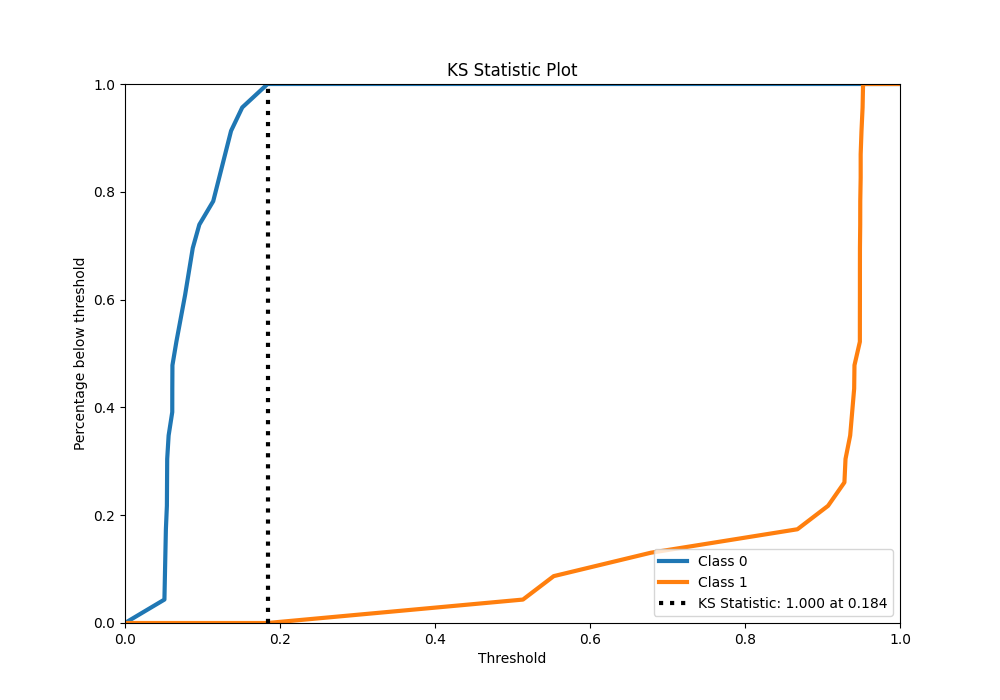 KS Statistic Plot
Percentage below threshold
1.0
0.8
0.6
0.4
0.2
0.0
0.0 0.2 0.4 0.6 0.8 1.0
Threshold
Class 0
Class 1
KS Statistic: 1.000 at 0.184